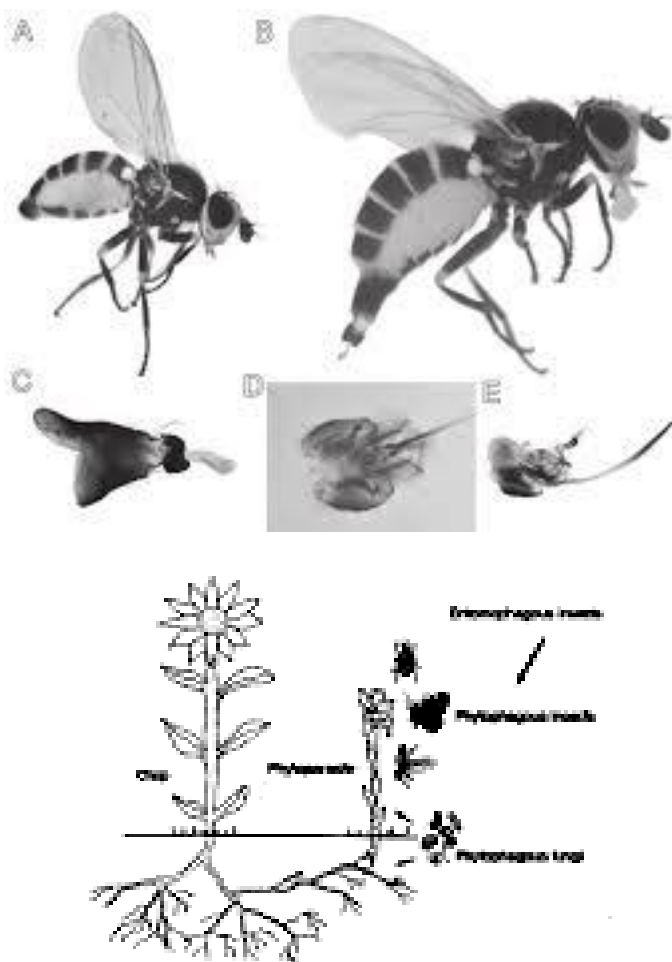 A
B
C
D
E
Entomophagous insects
Phytophagous insects
Crop
Phytoparasite
Phytophagous fungi